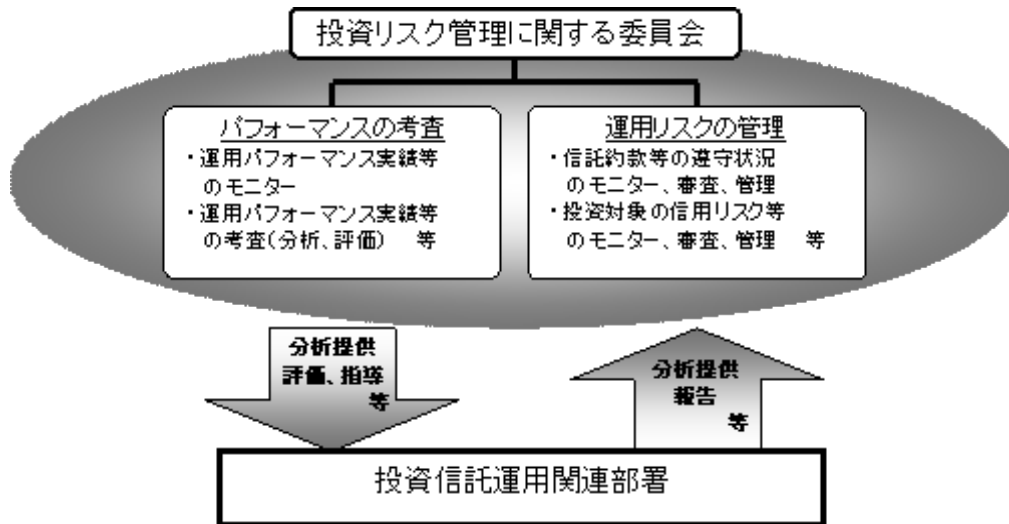 投資リスク管理に関する委員会
パフォーマンスの考査
・運用パフォーマンス実績等
のモニター
・運用パフォーマンス実績等
の考査(分析、評価) 等
運用リスクの管理
・信託約款等の遵守状況
のモニター、審査、管理
・投資対象の信用リスク等
のモニター、審査、管理 等
分析提供
評価、指導
等
分析提供
報告
等
投資信託運用関連部署